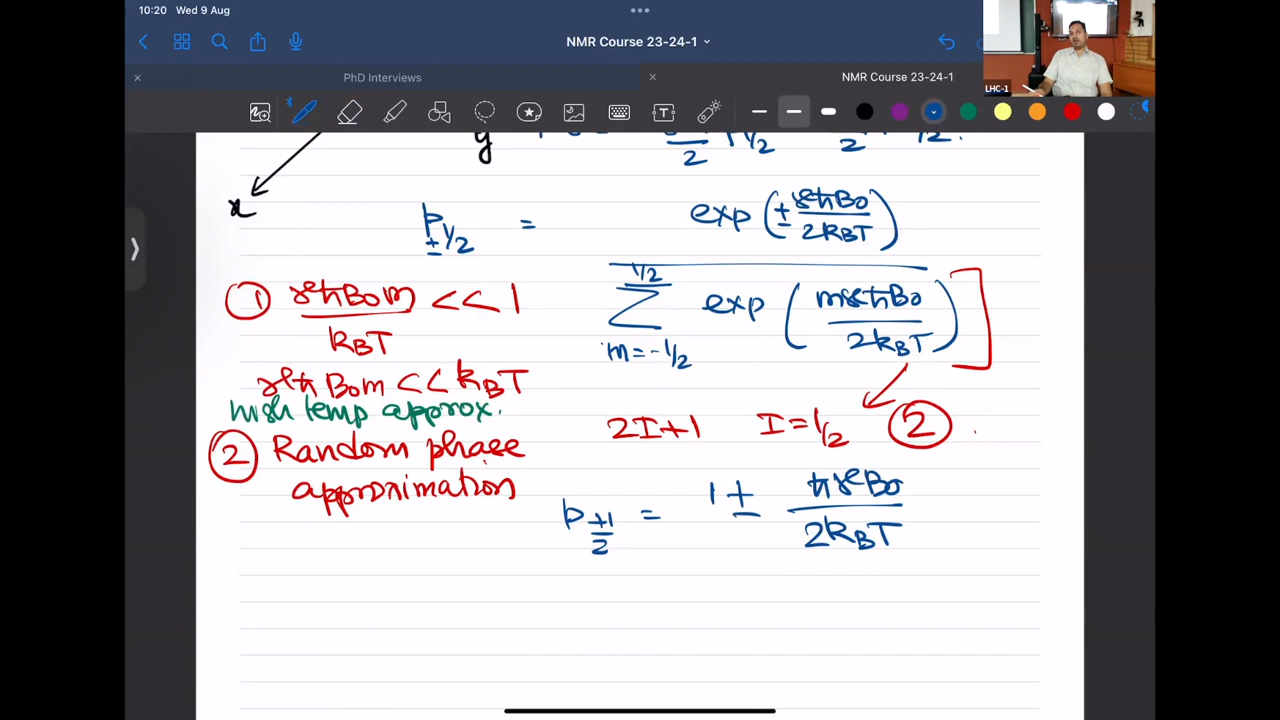 10:20 Wed 9 Aug
NMR Course 23-24-1
PhD Interviews
NMR Course 23-24-1
LHC-1
y
x
p±1/2 = exp(±γħB0/2kBT)
1/2
Σ exp(mγħB0/2kBT)
m=-1/2
① γħB0m/kBT << 1
γħB0m << kBT
high temp approx.
2I+1 I=1/2 ②
② Random phase
approximation
p±1/2 = 1 ± ħγB0/2kBT